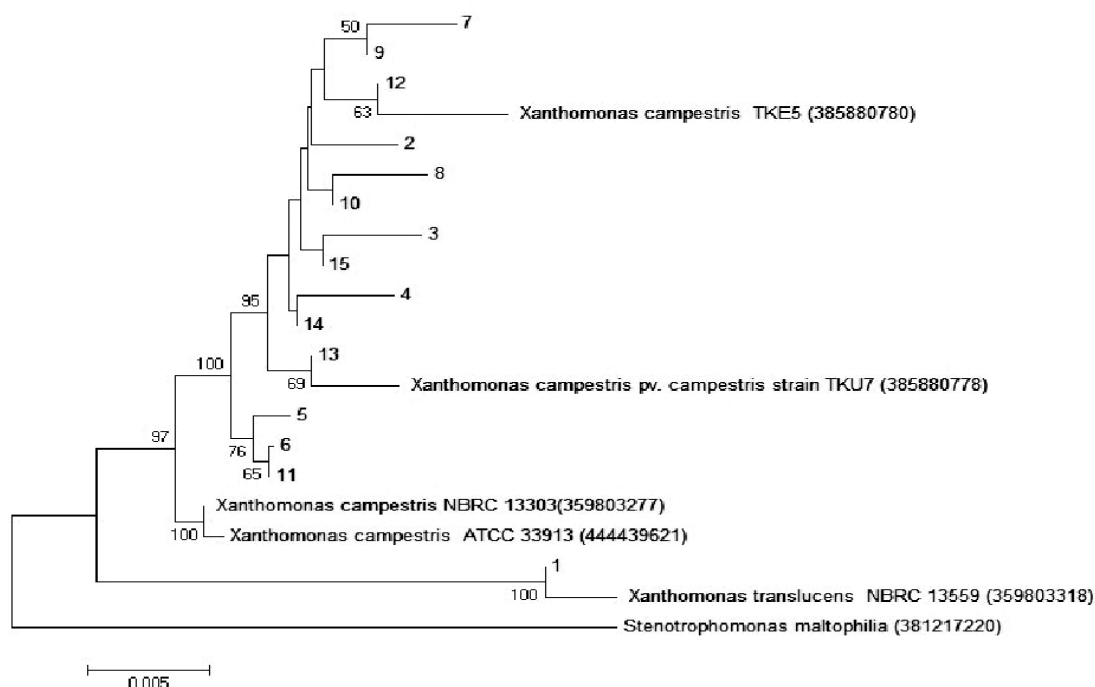 50 7
9
12
63 Xanthomonas campestris TKE5 (385880780)
2
8
10
3
15
95 4
14
100 13
69 Xanthomonas campestris pv. campestris strain TKU7 (385880778)
5
97 76 6
65 11
Xanthomonas campestris NBRC 13303(359803277)
100 Xanthomonas campestris ATCC 33913 (444439621)
1
100 Xanthomonas translucens NBRC 13559 (359803318)
Stenotrophomonas maltophilia (381217220)
0.005